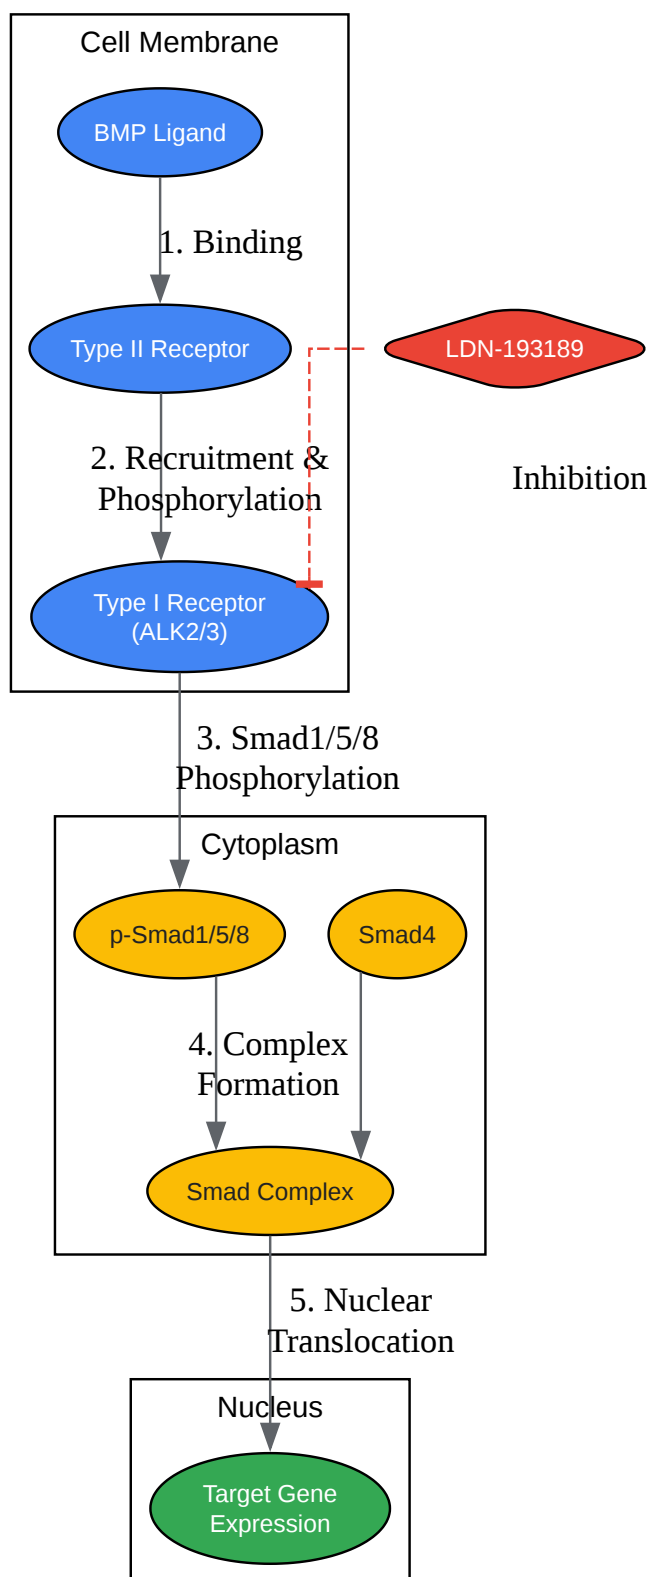 Cell Membrane
BMP Ligand
1. Binding
Type II Receptor
LDN-193189
2. Recruitment &
Phosphorylation
Inhibition
Type I Receptor
(ALK2/3)
3. Smad1/5/8
Phosphorylation
Cytoplasm
p-Smad1/5/8
Smad4
4. Complex
Formation
Smad Complex
5. Nuclear
Translocation
Nucleus
Target Gene
Expression